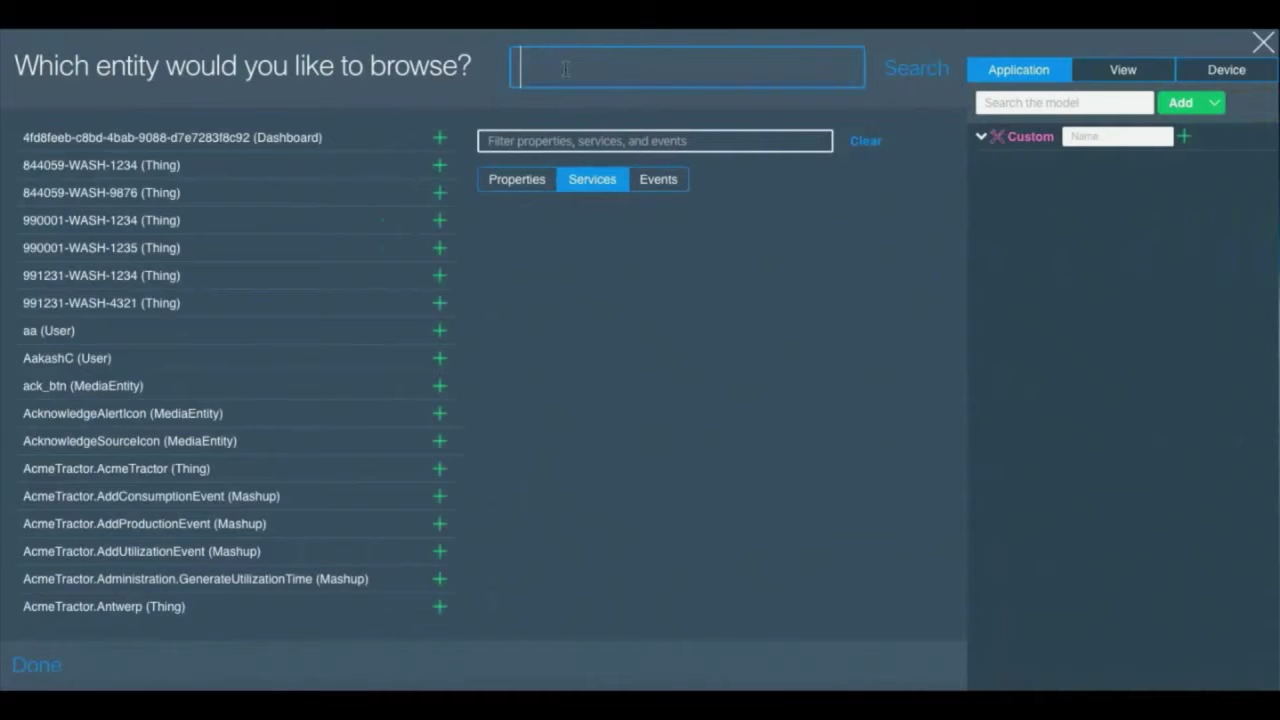 Which entity would you like to browse?
Search
Application
View
Device
Search the model
Add
Custom
Name
4fd8feeb-c8bd-4bab-9088-d7e7283f8c92 (Dashboard)
844059-WASH-1234 (Thing)
844059-WASH-9876 (Thing)
990001-WASH-1234 (Thing)
990001-WASH-1235 (Thing)
991231-WASH-1234 (Thing)
991231-WASH-4321 (Thing)
aa (User)
AakashC (User)
ack_btn (MediaEntity)
AcknowledgeAlertIcon (MediaEntity)
AcknowledgeSourceIcon (MediaEntity)
AcmeTractor.AcmeTractor (Thing)
AcmeTractor.AddConsumptionEvent (Mashup)
AcmeTractor.AddProductionEvent (Mashup)
AcmeTractor.AddUtilizationEvent (Mashup)
AcmeTractor.Administration.GenerateUtilizationTime (Mashup)
AcmeTractor.Antwerp (Thing)
Filter properties, services, and events
Clear
Properties
Services
Events
Done